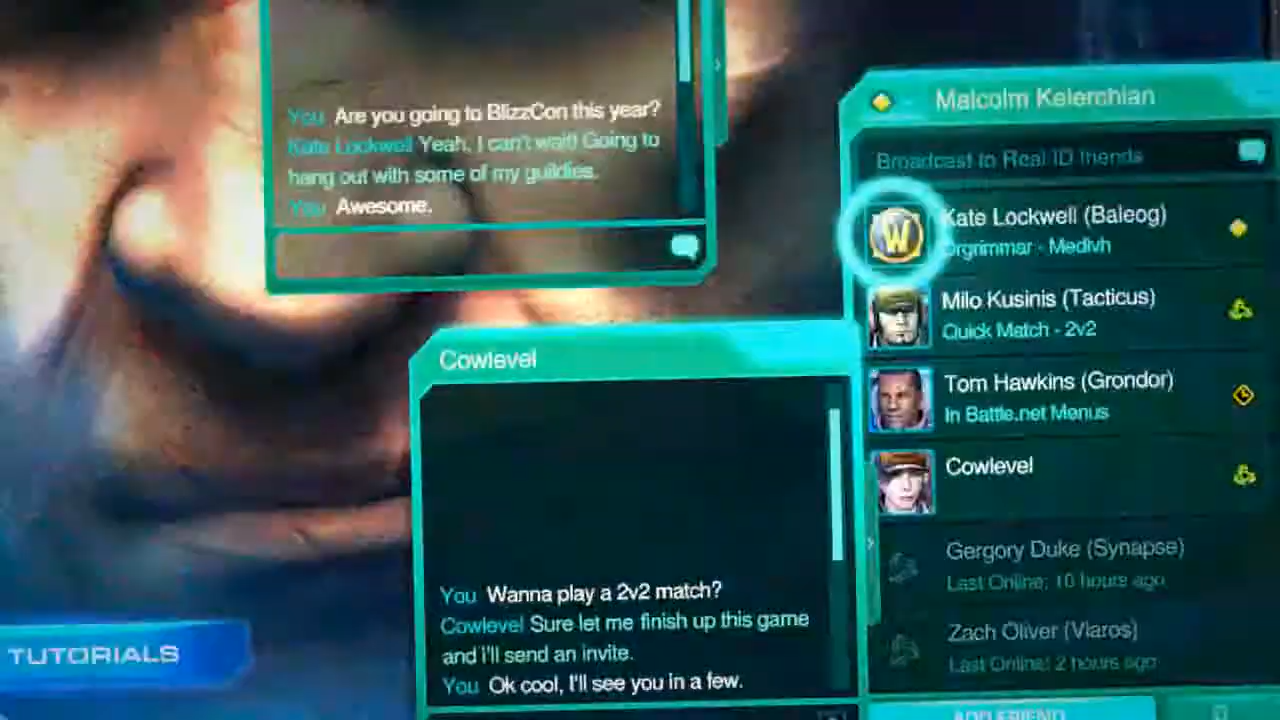 You Are you going to BlizzCon this year?
Kate Lockwell Yeah, I can't wait! Going to
hang out with some of my guildies.
You Awesome.
Cowlevel
You Wanna play a 2v2 match?
Cowlevel Sure let me finish up this game
and i'll send an invite.
You Ok cool, I'll see you in a few.
TUTORIALS
Malcolm Kelerchian
Broadcast to Real ID friends
W
Kate Lockwell (Baleog)
Orgrimmar - Medivh
Milo Kusinis (Tacticus)
Quick Match - 2v2
Tom Hawkins (Grondor)
In Battle.net Menus
Cowlevel
Gergory Duke (Synapse)
Last Online: 10 hours ago
Zach Oliver (Vlaros)
Last Online: 2 hours ago
ADD FRIEND